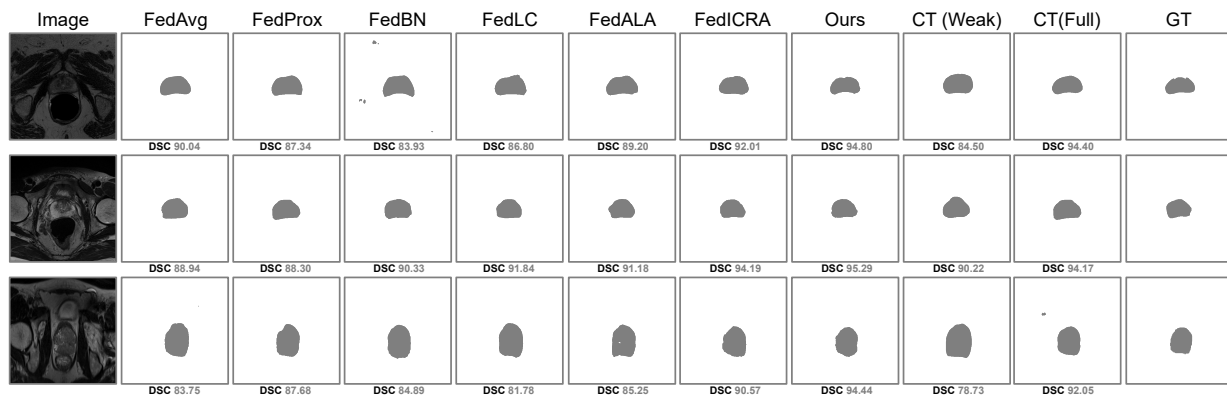 Image FedAvg FedProx FedBN FedLC FedALA FedICRA Ours CT (Weak) CT(Full) GT
DSC 90.04 DSC 87.34 DSC 83.93 DSC 86.80 DSC 89.20 DSC 92.01 DSC 94.80 DSC 84.50 DSC 94.40
DSC 88.94 DSC 88.30 DSC 90.33 DSC 91.84 DSC 91.18 DSC 94.19 DSC 95.29 DSC 90.22 DSC 94.17
DSC 83.75 DSC 87.68 DSC 84.89 DSC 81.78 DSC 85.25 DSC 90.57 DSC 94.44 DSC 78.73 DSC 92.05